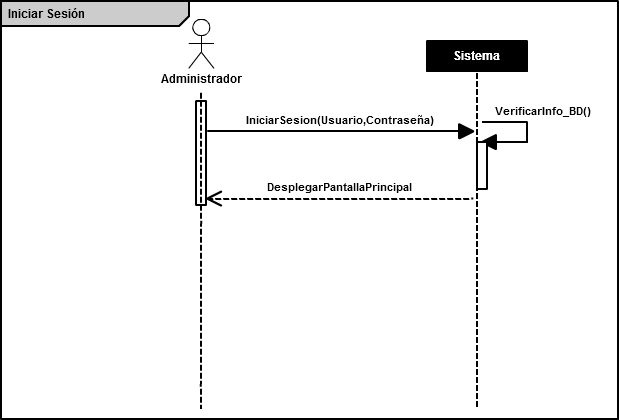 Iniciar Sesión
Administrador
Sistema
VerificarInfo_BD()
IniciarSesion(Usuario,Contraseña)
DesplegarPantallaPrincipal